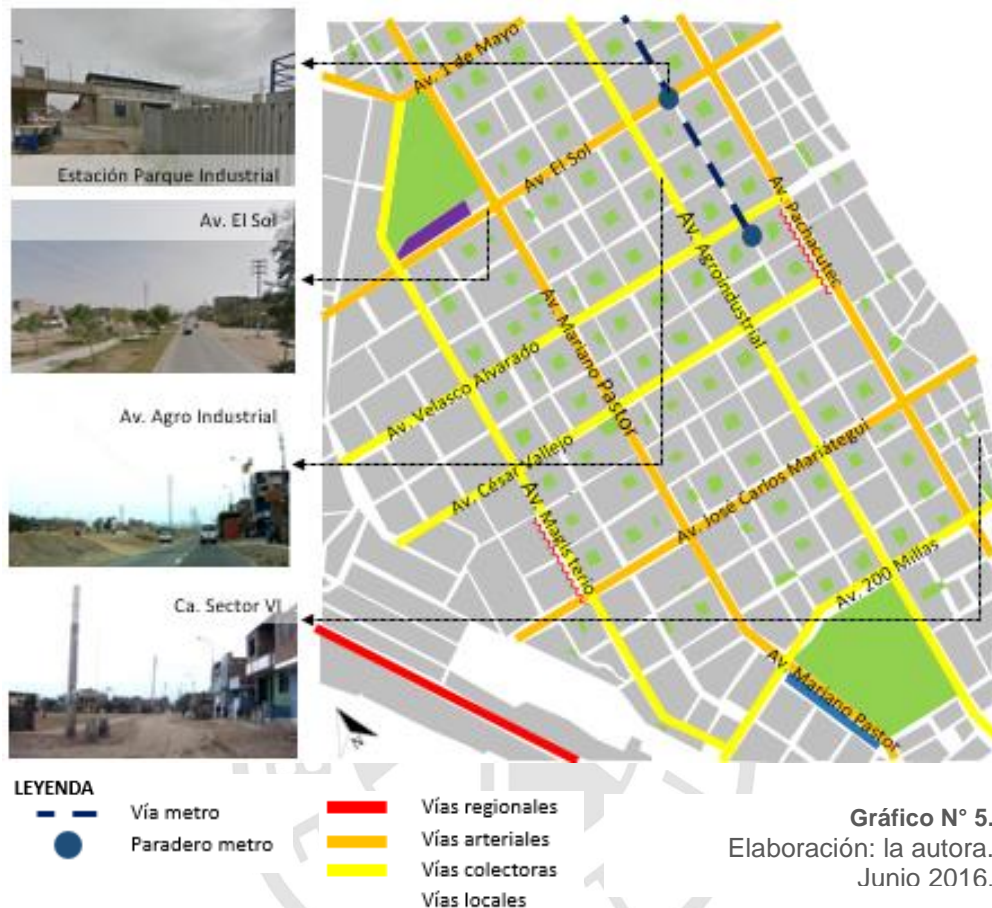 Estación Parque Industrial
Av. El Sol
Av. Agro Industrial
Ca. Sector VI
Av. 1 de Mayo
Av. El Sol
Av. Pachacutec
Av. Agroindustrial
Av. Mariano Pastor
Av. Velasco Alvarado
Av. César Vallejo
Av. José Carlos Mariátegui
Av. Magisterio
Av. 200 Millas
Av. Mariano Pastor
N
LEYENDA
Vía metro
Paradero metro
Vías regionales
Vías arteriales
Vías colectoras
Vías locales
Gráfico N° 5.
Elaboración: la autora.
Junio 2016.